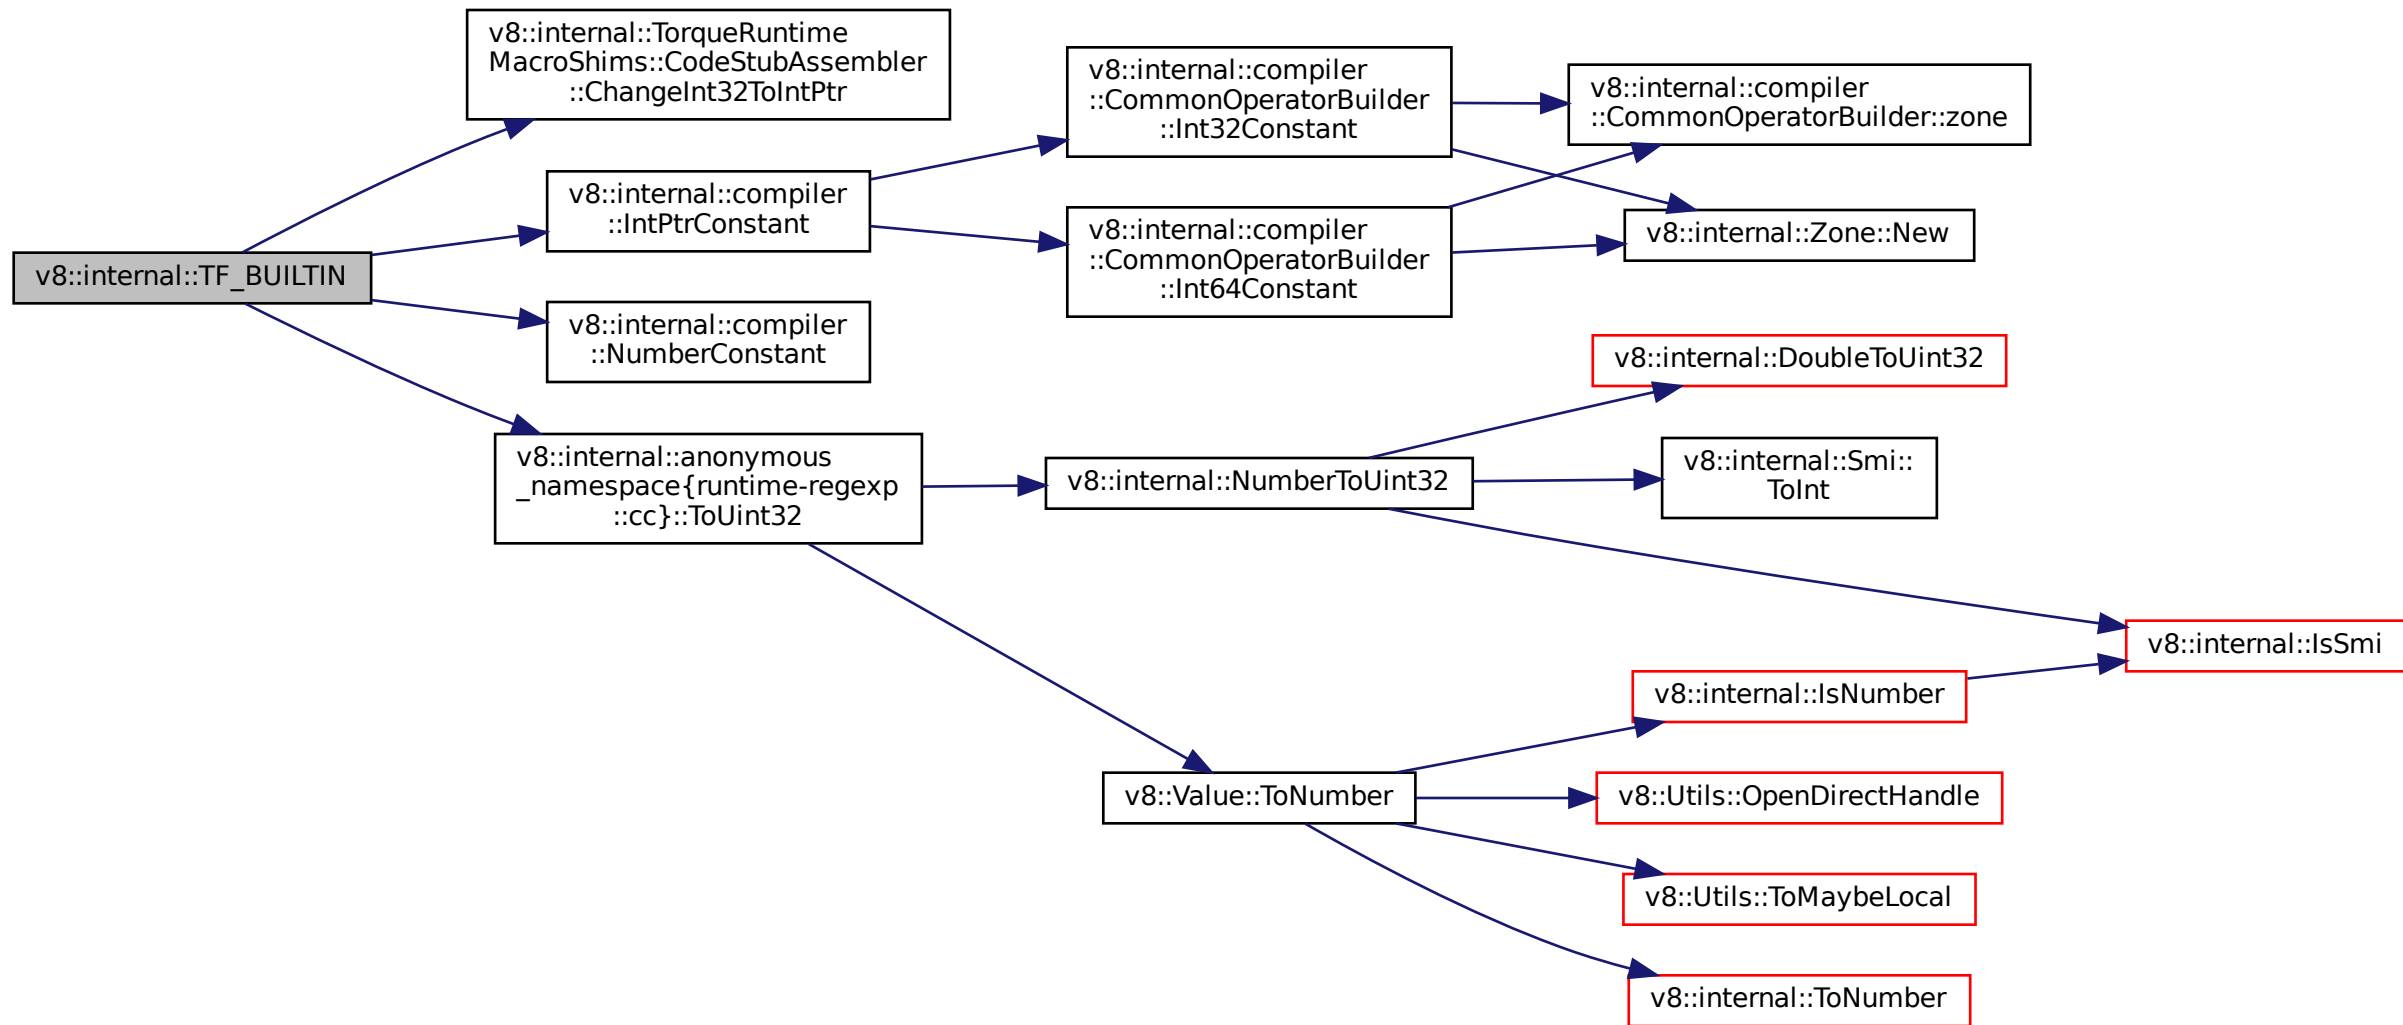 v8::internal::TF_BUILTIN
v8::internal::TorqueRuntime
MacroShims::CodeStubAssembler
::ChangeInt32ToIntPtr
v8::internal::compiler
::IntPtrConstant
v8::internal::compiler
::NumberConstant
v8::internal::anonymous
_namespace{runtime-regexp
::cc}::ToUint32
v8::internal::compiler
::CommonOperatorBuilder
::Int32Constant
v8::internal::compiler
::CommonOperatorBuilder
::Int64Constant
v8::internal::NumberToUint32
v8::Value::ToNumber
v8::internal::compiler
::CommonOperatorBuilder::zone
v8::internal::Zone::New
v8::internal::DoubleToUint32
v8::internal::Smi::
ToInt
v8::internal::IsNumber
v8::Utils::OpenDirectHandle
v8::Utils::ToMaybeLocal
v8::internal::ToNumber
v8::internal::IsSmi